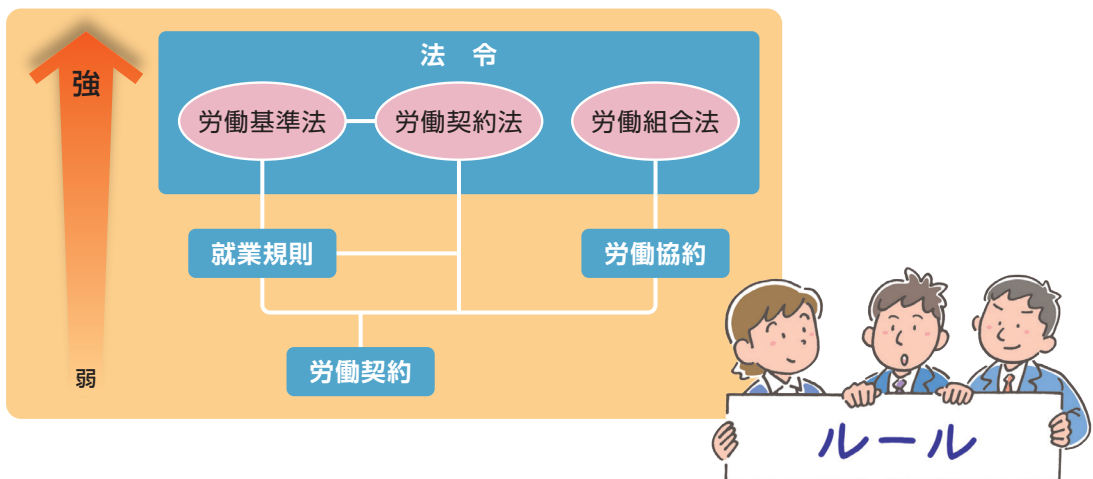 強
法 令
労働基準法
労働契約法
労働組合法
就業規則
労働協約
労働契約
弱
ルール